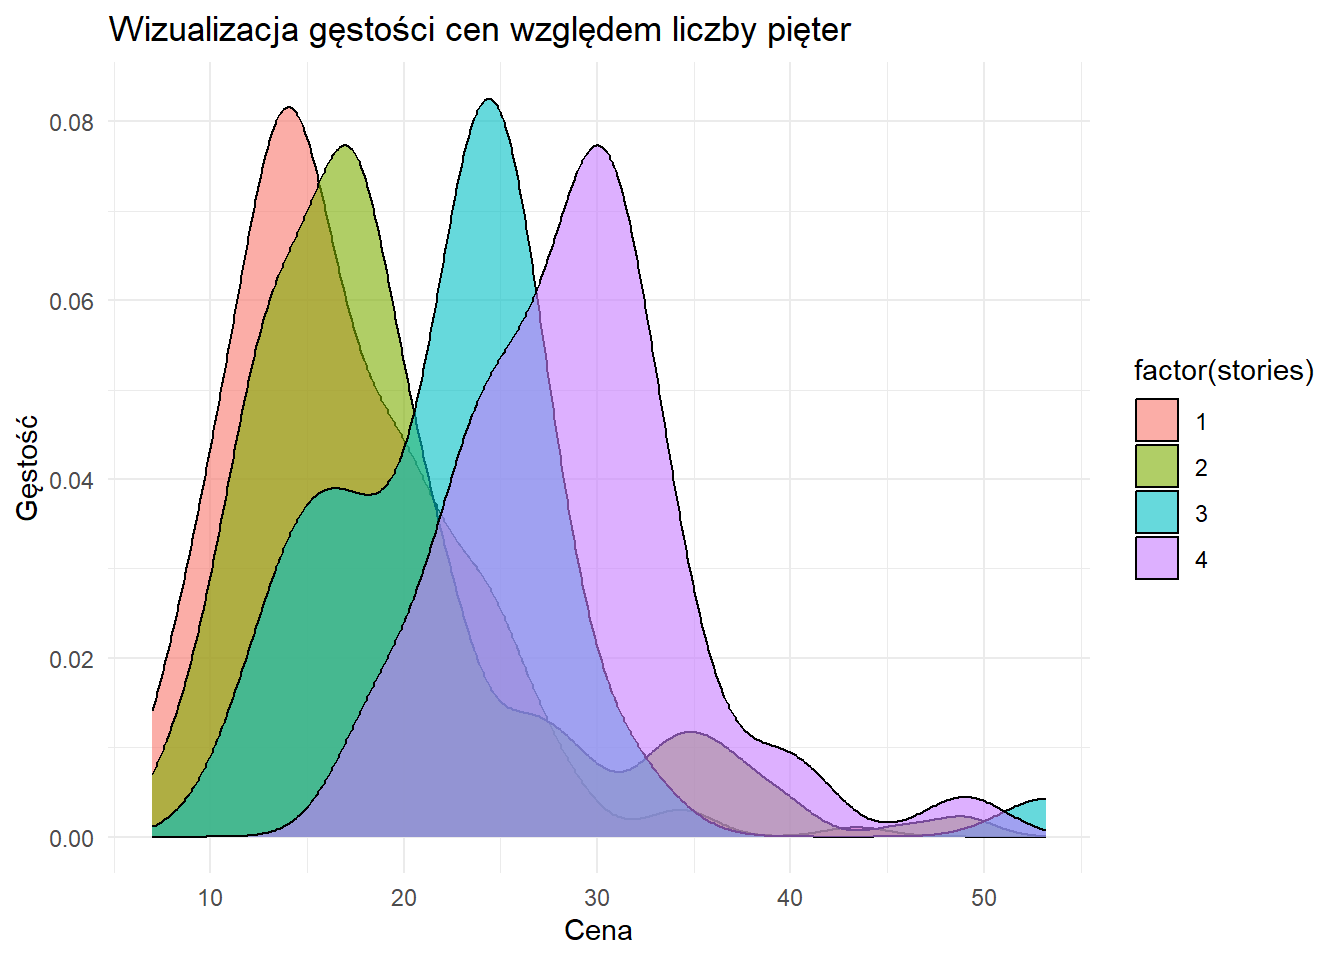 Wizualizacja gęstości cen względem liczby pięter
0.08
0.06
0.04
0.02
0.00
Gęstość
10 20 30 40 50
Cena
factor(stories)
1
2
3
4